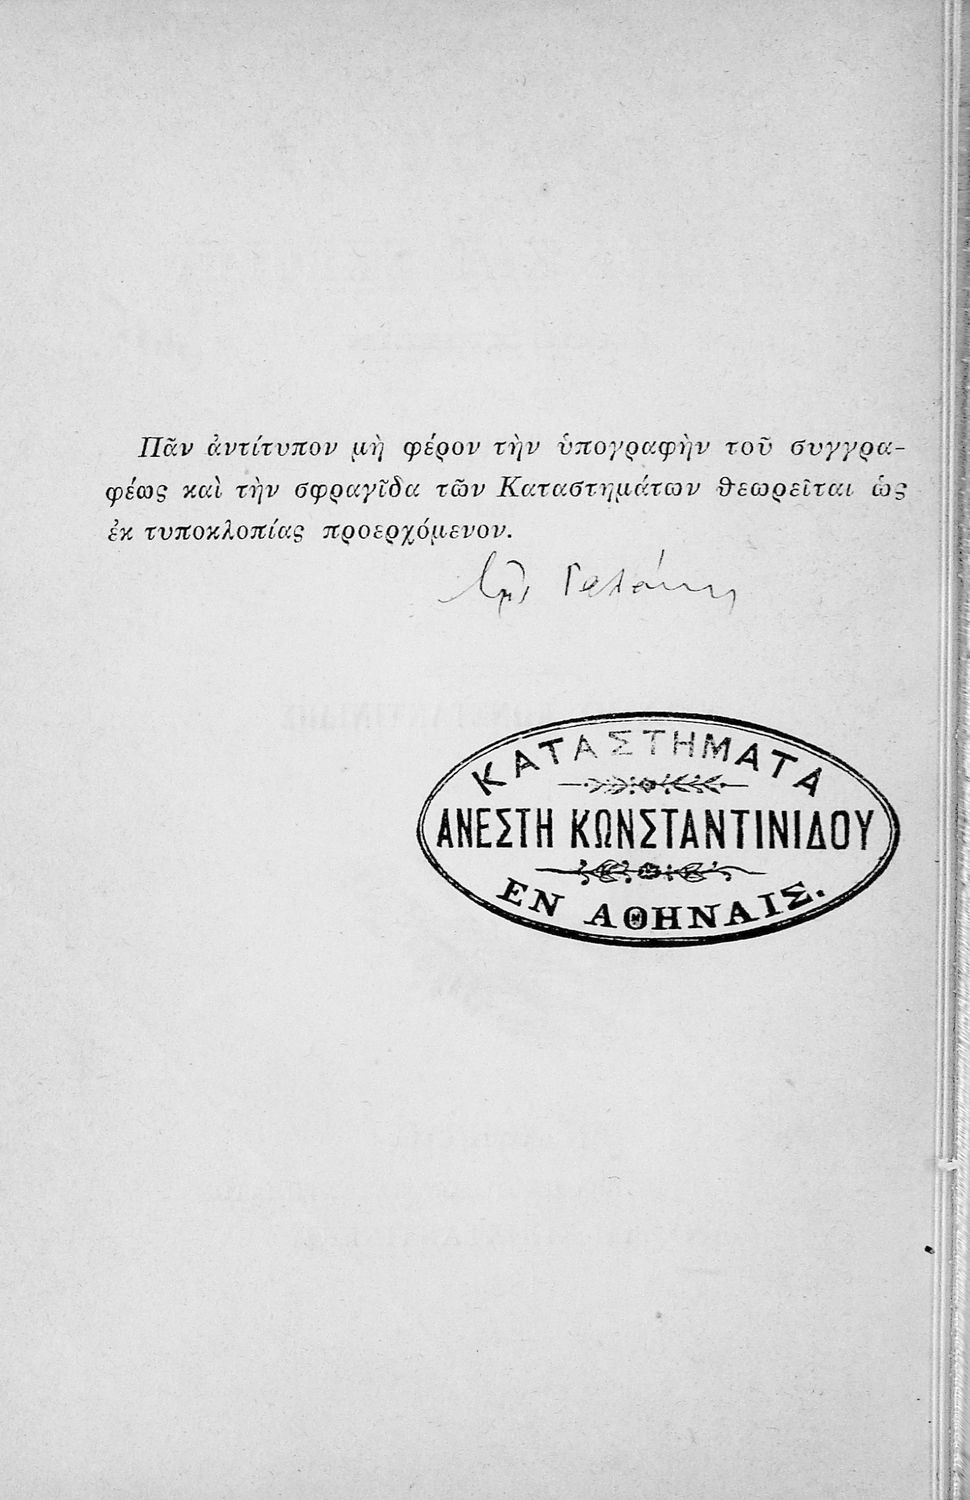 Πᾶν ἀντίτυπον μὴ φέρον τὴν ὑπογραφὴν τοῦ συγγρα-
φέως καὶ τὴν σφραγῖδα τῶν Καταστημάτων θεωρεῖται ὡς
ἐκ τυποκλοπίας προερχόμενον.
ΚΑΤΑΣΤΗΜΑΤΑ
ΑΝΕΣΤΗ ΚΩΝΣΤΑΝΤΙΝΙΔΟΥ
ΕΝ ΑΘΗΝΑΙΣ.